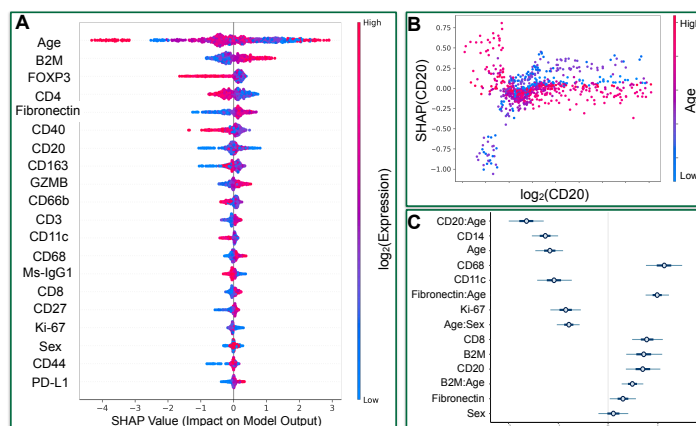 A
High
Age
B2M
FOXP3
CD4
Fibronectin
CD40
CD20
CD163
GZMB
CD66b
CD3
CD11c
CD68
Ms-IgG1
CD8
CD27
Ki-67
Sex
CD44
PD-L1
log₂(Expression)
Low
−4 −3 −2 −1 0 1 2 3
SHAP Value (Impact on Model Output)
B
High
0.75
0.50
0.25
0.00
−0.25
−0.50
−0.75
−1.00
SHAP(CD20)
log₂(CD20)
Age
Low
C
CD20:Age
CD14
Age
CD68
CD11c
Fibronectin:Age
Ki-67
Age:Sex
CD8
B2M
CD20
B2M:Age
Fibronectin
Sex